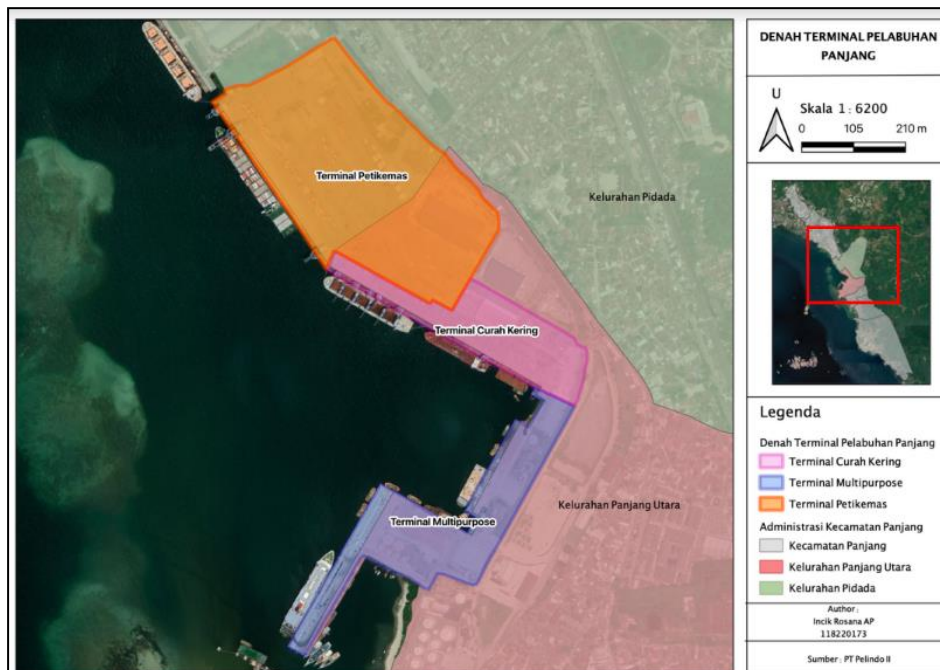 DENAH TERMINAL PELABUHAN
PANJANG
U
Skala 1 : 6200
0 105 210 m
Terminal Petikemas
Kelurahan Pidada
Terminal Curah Kering
Kelurahan Panjang Utara
Terminal Multipurpose
Legenda
Denah Terminal Pelabuhan Panjang
Terminal Curah Kering
Terminal Multipurpose
Terminal Petikemas
Administrasi Kecamatan Panjang
Kecamatan Panjang
Kelurahan Panjang Utara
Kelurahan Pidada
Author :
Incik Rosana AP
118220173
Sumber : PT Pelindo II